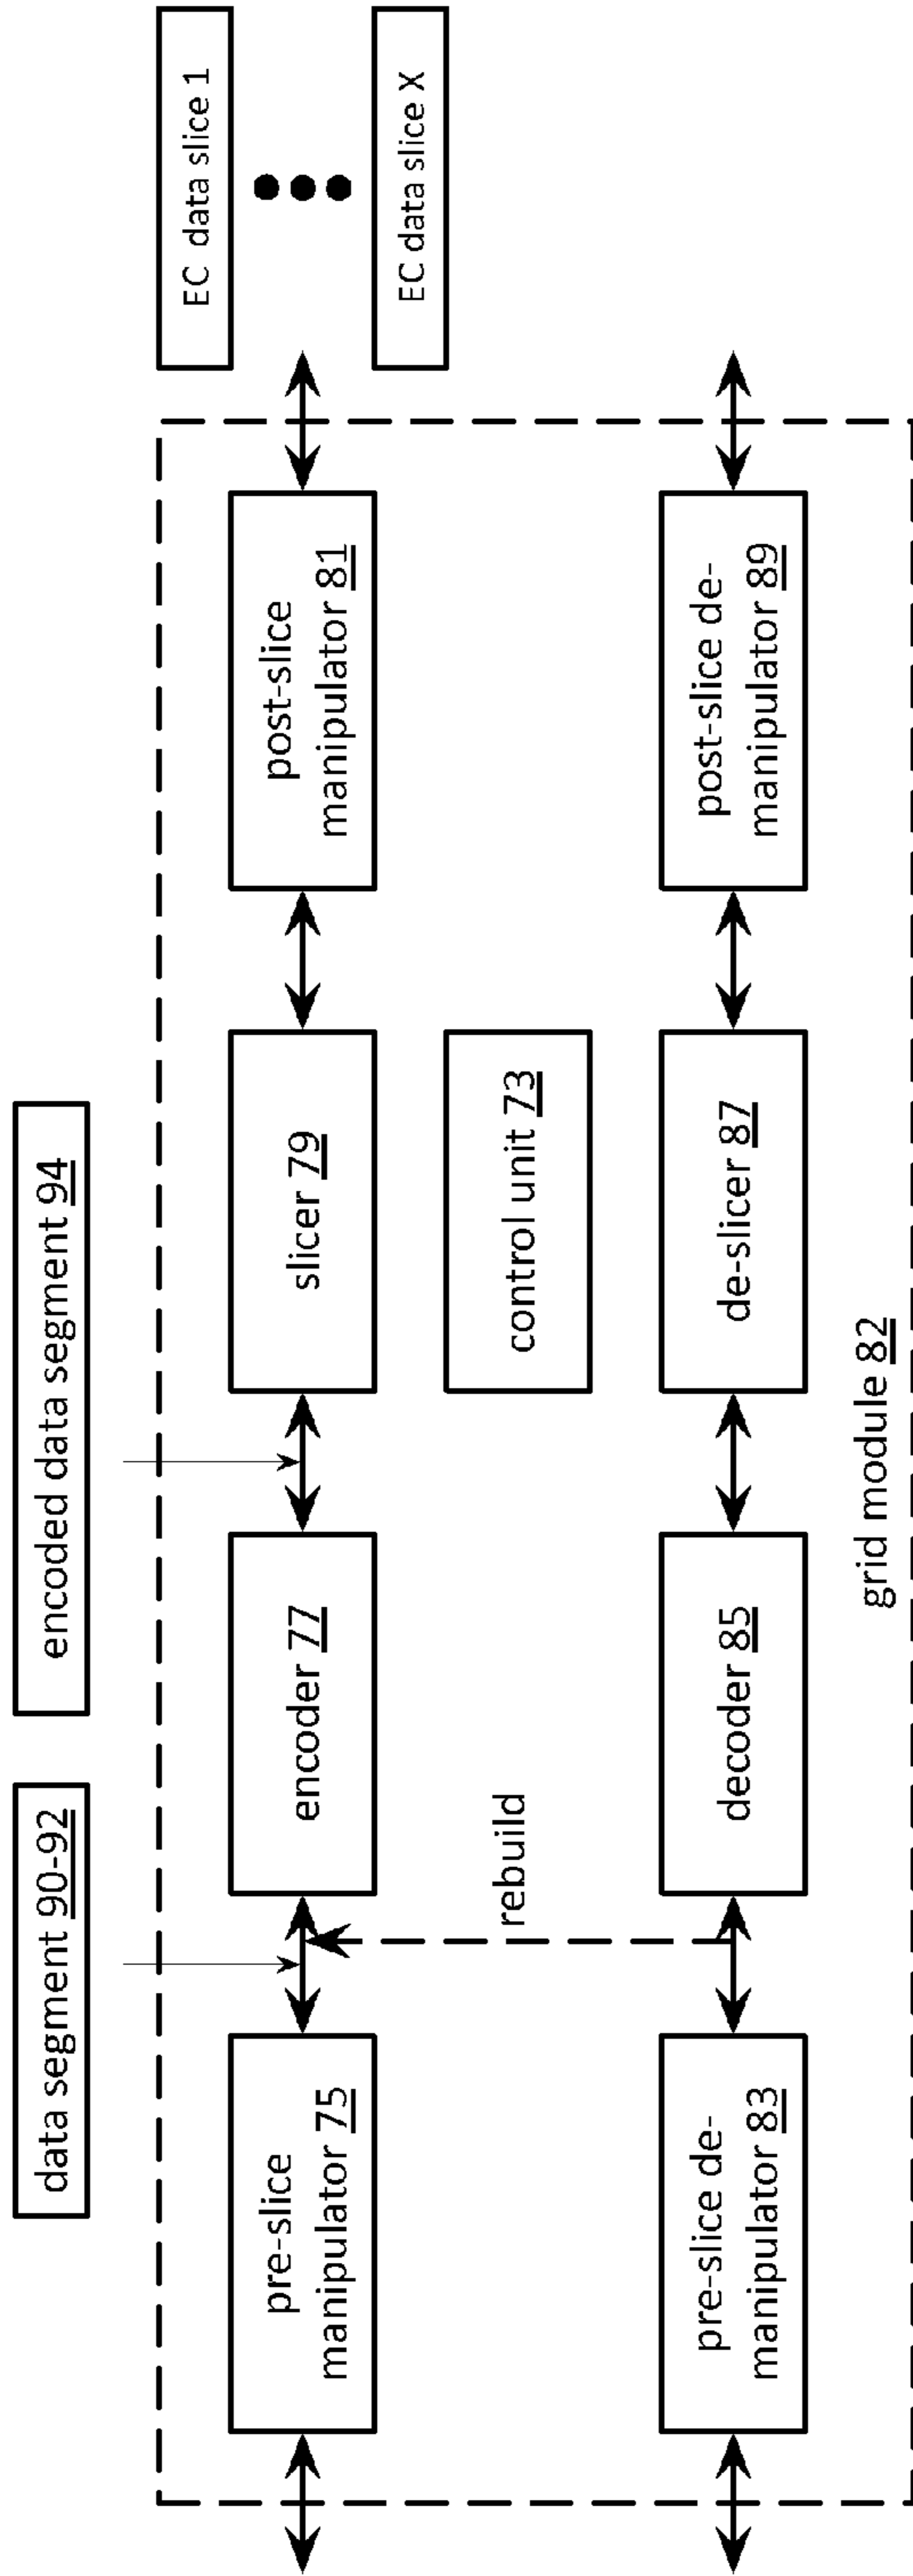 data segment 90-92
encoded data segment 94
pre-slice
manipulator 75
encoder 77
slicer 79
post-slice
manipulator 81
EC data slice 1
EC data slice X
rebuild
control unit 73
pre-slice de-
manipulator 83
decoder 85
de-slicer 87
post-slice de-
manipulator 89
grid module 82